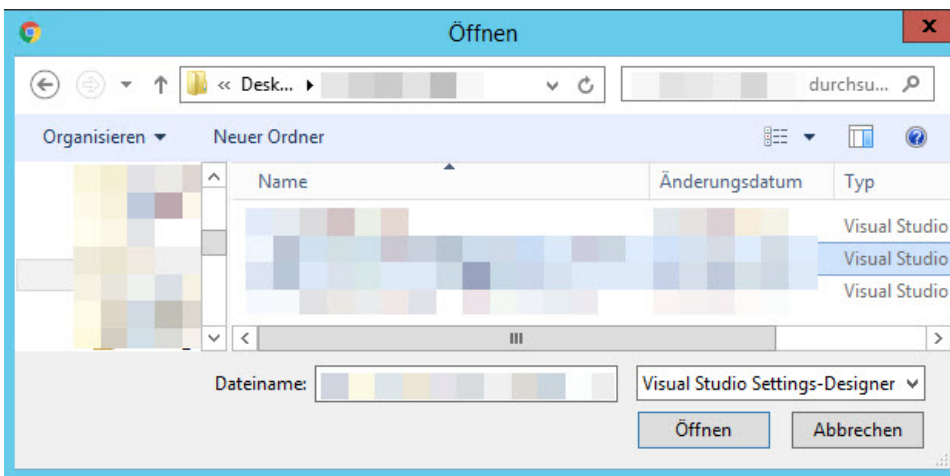 Öffnen
x
« Desk...
durchsu...
Organisieren
Neuer Ordner
Name
Änderungsdatum
Typ
Visual Studio
Visual Studio
Visual Studio
Dateiname:
Visual Studio Settings-Designer
Öffnen
Abbrechen